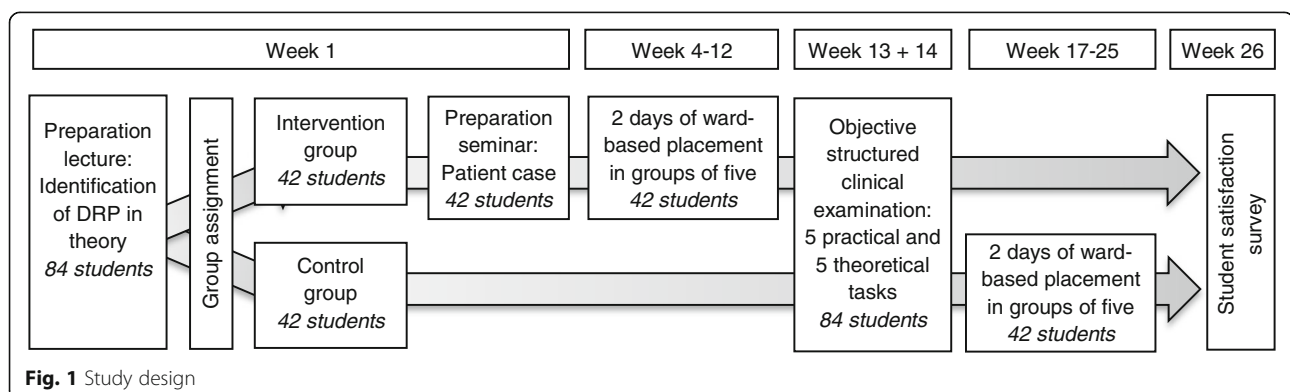 Week 1
Week 4-12
Week 13 + 14
Week 17-25
Week 26
Preparation
lecture:
Identification
of DRP in
theory
84 students
Group assignment
Intervention
group
42 students
Preparation
seminar:
Patient case
42 students
2 days of ward-
based placement
in groups of five
42 students
Control
group
42 students
Objective
structured
clinical
examination:
5 practical and
5 theoretical
tasks
84 students
2 days of ward-
based placement
in groups of five
42 students
Student satisfaction
survey
Fig. 1 Study design